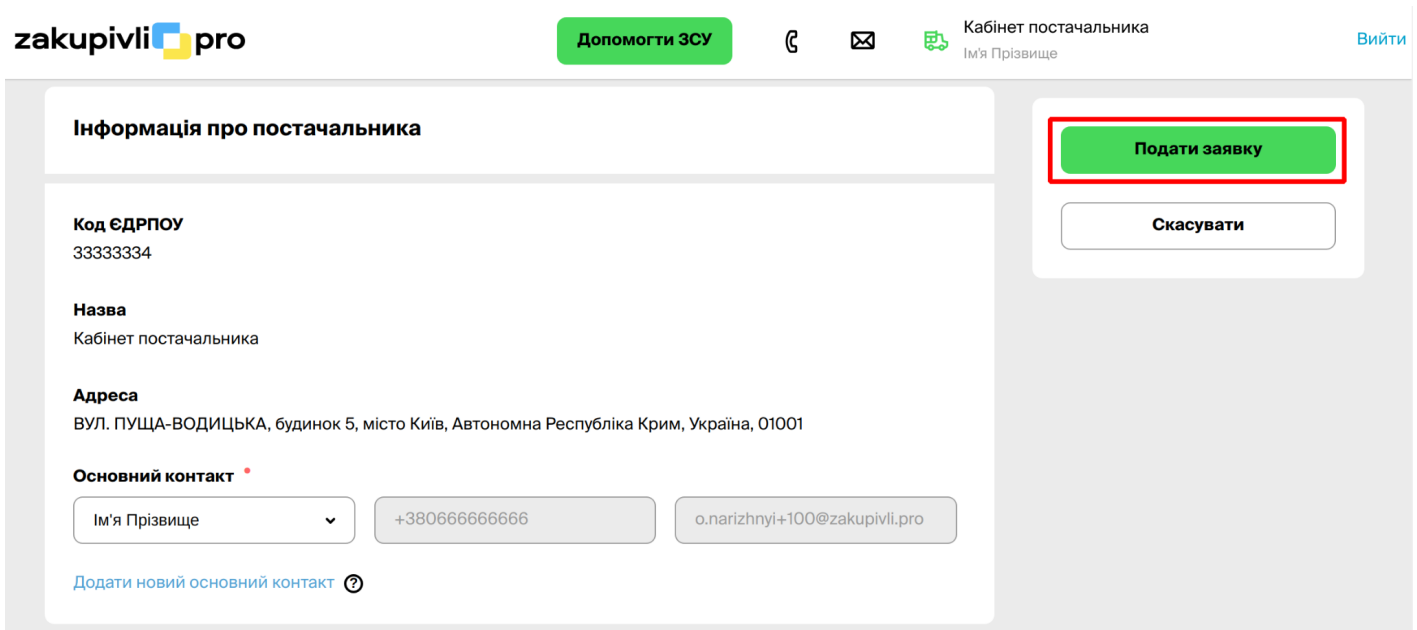 zakupivli pro
Допомогти ЗСУ
Кабінет постачальника
Ім'я Прізвище
Вийти
Інформація про постачальника
Подати заявку
Скасувати
Код ЄДРПОУ
33333334
Назва
Кабінет постачальника
Адреса
ВУЛ. ПУЩА-ВОДИЦЬКА, будинок 5, місто Київ, Автономна Республіка Крим, Україна, 01001
Основний контакт
Ім'я Прізвище
+380666666666
o.narizhnyi+100@zakupivli.pro
Додати новий основний контакт ?